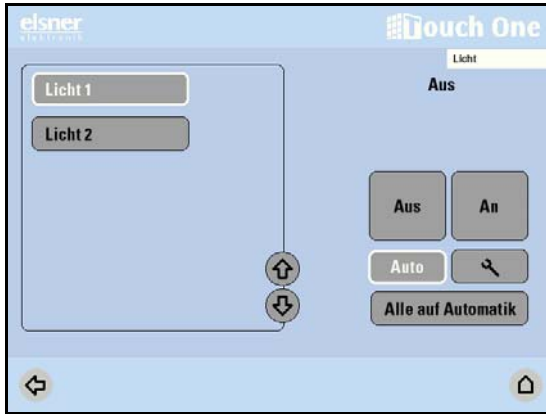 elsner
elektronik
Touch One
Licht
Aus
Licht 1
Licht 2
Aus
An
Auto
Alle auf Automatik